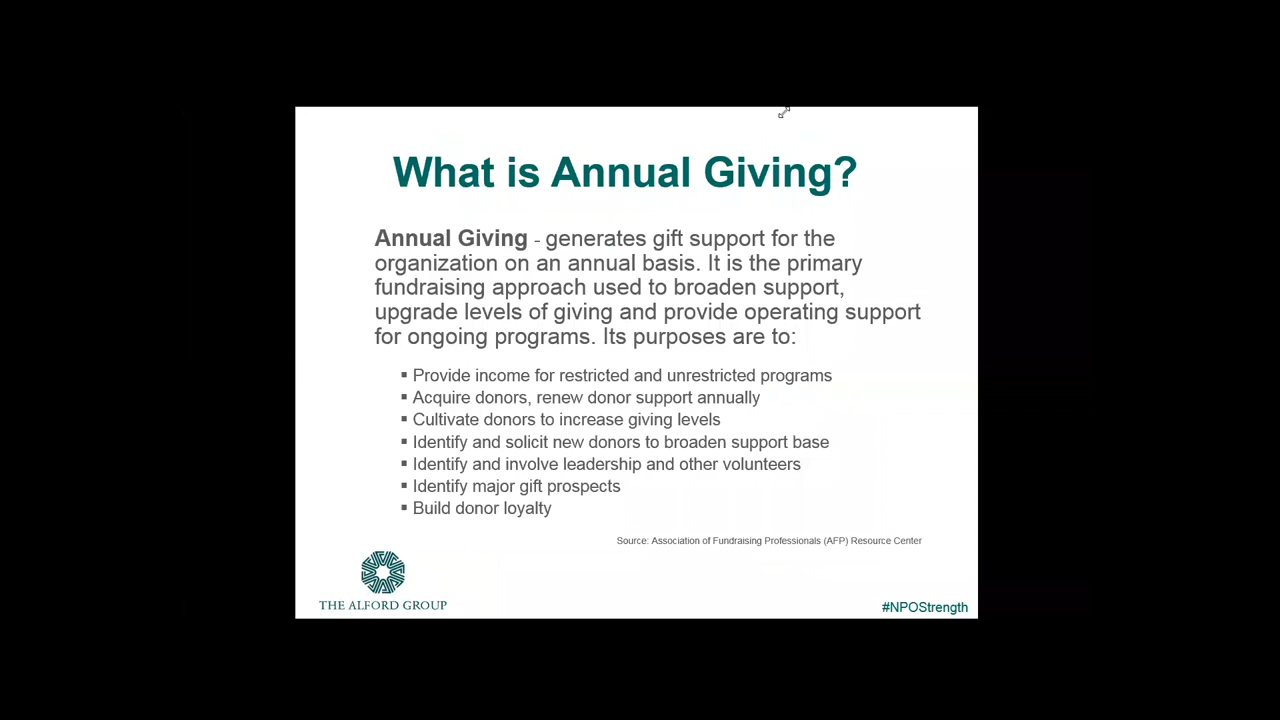 What is Annual Giving?
Annual Giving - generates gift support for the
organization on an annual basis. It is the primary
fundraising approach used to broaden support,
upgrade levels of giving and provide operating support
for ongoing programs. Its purposes are to:
▪ Provide income for restricted and unrestricted programs
▪ Acquire donors, renew donor support annually
▪ Cultivate donors to increase giving levels
▪ Identify and solicit new donors to broaden support base
▪ Identify and involve leadership and other volunteers
▪ Identify major gift prospects
▪ Build donor loyalty
Source: Association of Fundraising Professionals (AFP) Resource Center
THE ALFORD GROUP
#NPOStrength